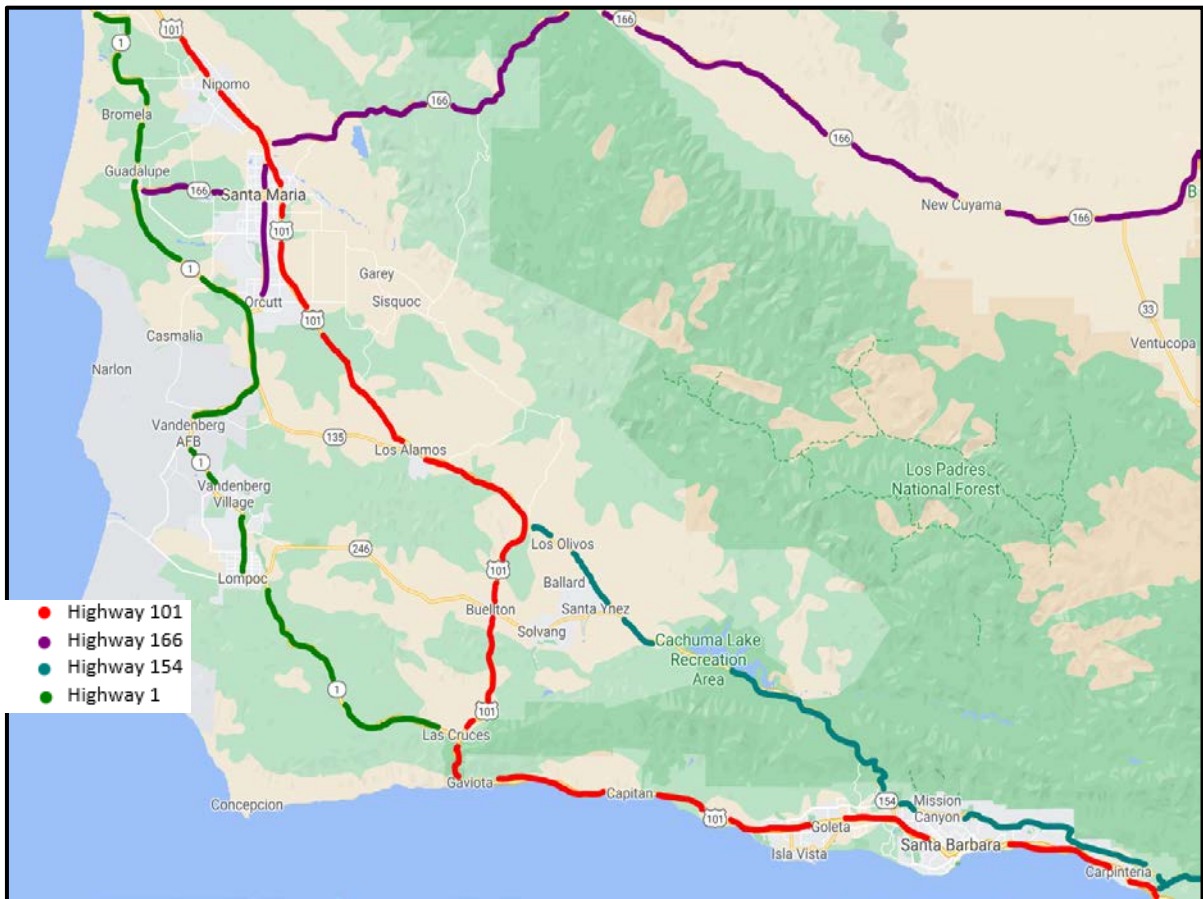 101
1
Nipomo
166
Bromela
166
Guadalupe
166
Santa Maria
New Cuyama
166
B
101
1
Garey
Orcutt
Sisquoc
101
33
Casmalia
Ventucopa
Narlon
Vandenberg
AFB
135
Los Alamos
1
Los Padres
National Forest
Vandenberg
Village
246
Los Olivos
101
Lompoc
Ballard
Buellton
Santa Ynez
Solvang
Cachuma Lake
Recreation
Area
Highway 101
Highway 166
Highway 154
Highway 1
1
101
Las Cruces
Gaviota
Capitan
Concepcion
154
Mission
Canyon
101
Goleta
Isla Vista
Santa Barbara
Carpinteria